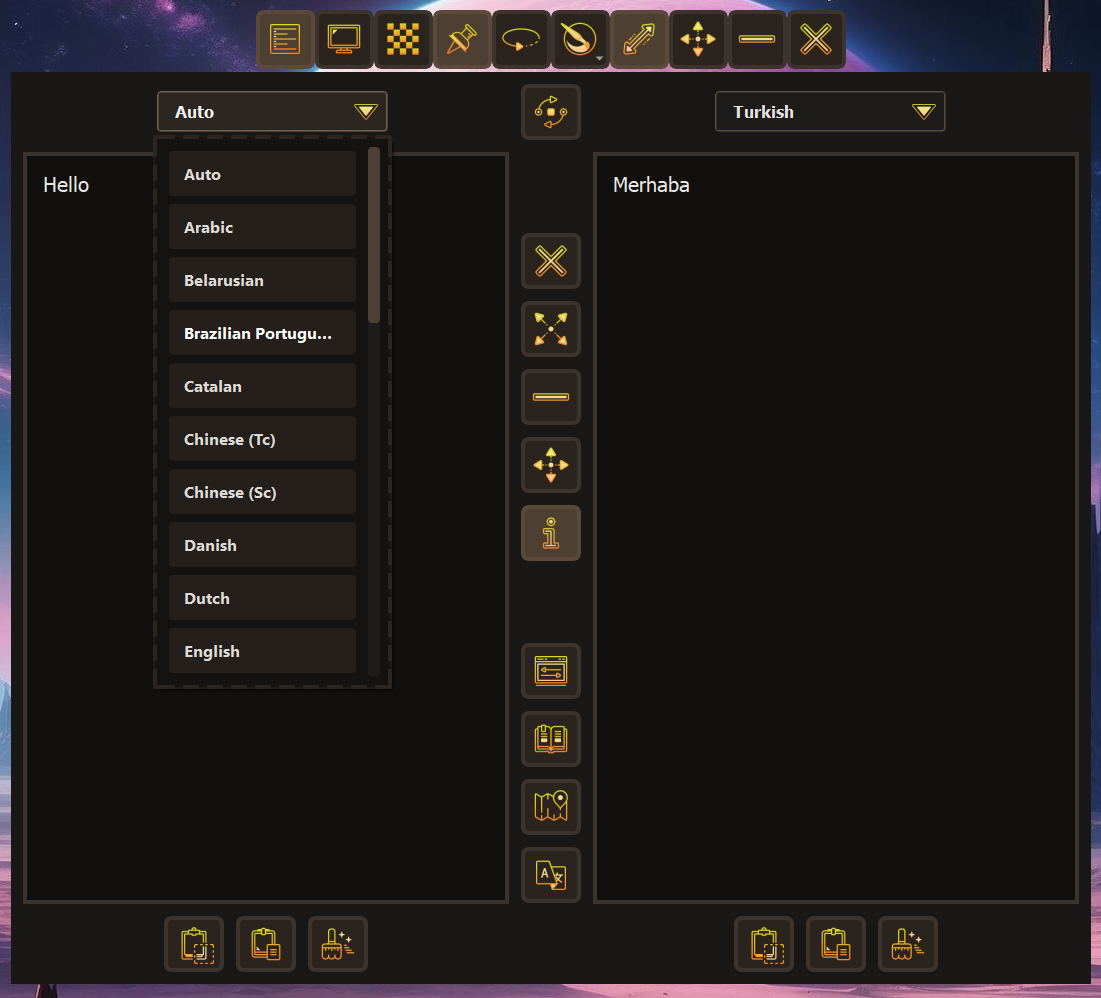 Auto
Turkish
Hello
Merhaba
Auto
Arabic
Belarusian
Brazilian Portugu...
Catalan
Chinese (Tc)
Chinese (Sc)
Danish
Dutch
English